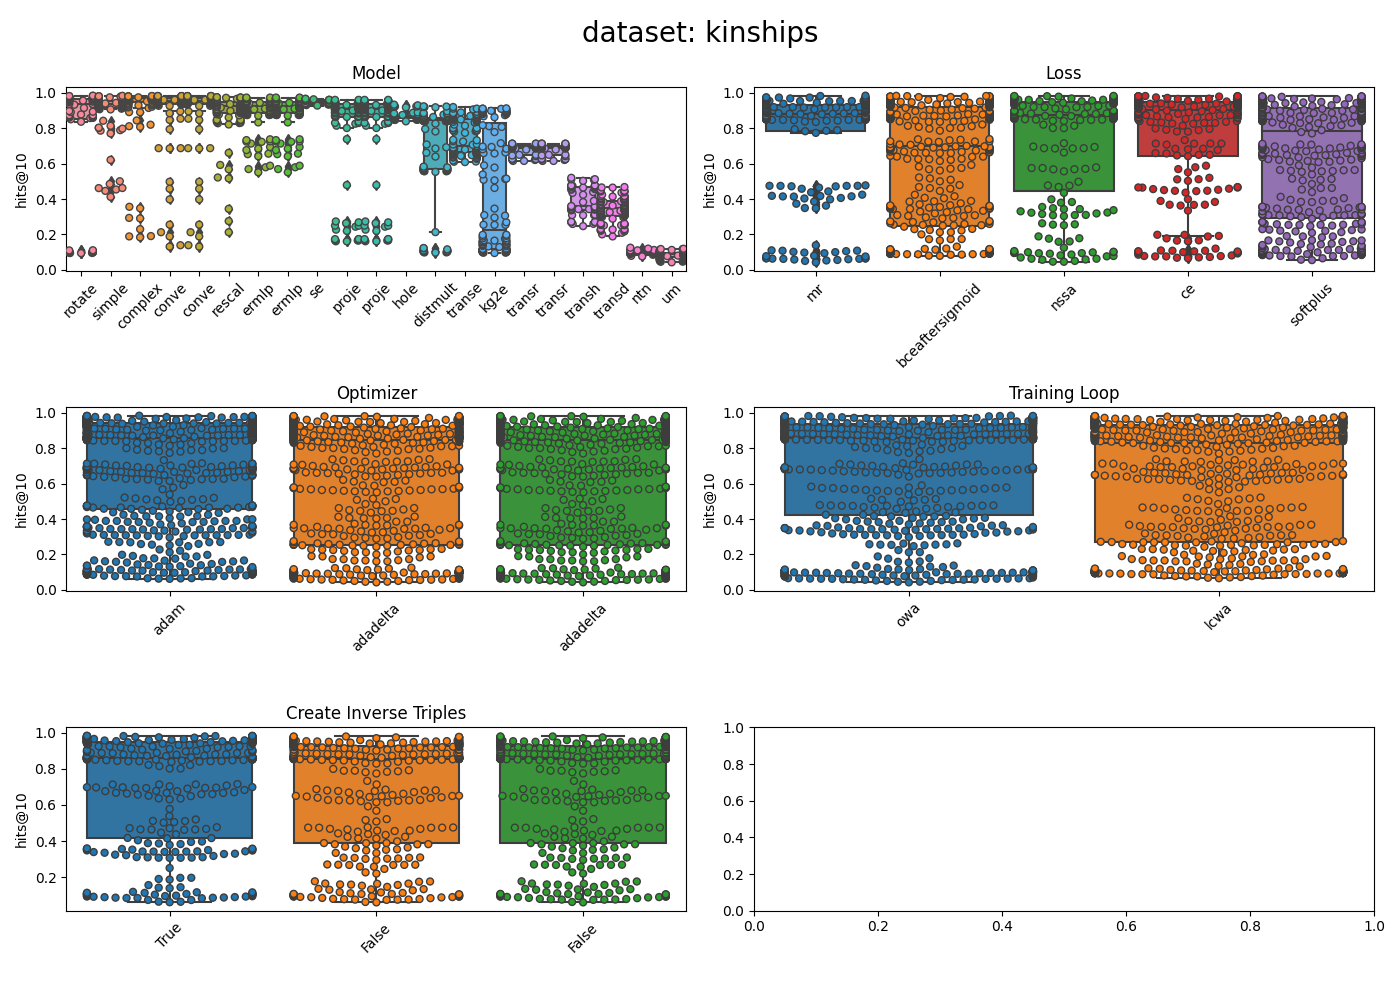 dataset: kinships
Model
hits@10
1.0
0.8
0.6
0.4
0.2
0.0
rotate
simple
complex
conve
conve
rescal
ermlp
ermlp
se
proje
proje
hole
distmult
transe
kg2e
transr
transr
transh
transd
ntn
um
Loss
hits@10
1.0
0.8
0.6
0.4
0.2
0.0
mr
bceaftersigmoid
nssa
ce
softplus
Optimizer
hits@10
1.0
0.8
0.6
0.4
0.2
0.0
adam
adadelta
adadelta
Training Loop
hits@10
1.0
0.8
0.6
0.4
0.2
0.0
owa
lcwa
Create Inverse Triples
hits@10
1.0
0.8
0.6
0.4
0.2
True
False
False
1.0
0.8
0.6
0.4
0.2
0.0
0.0 0.2 0.4 0.6 0.8 1.0